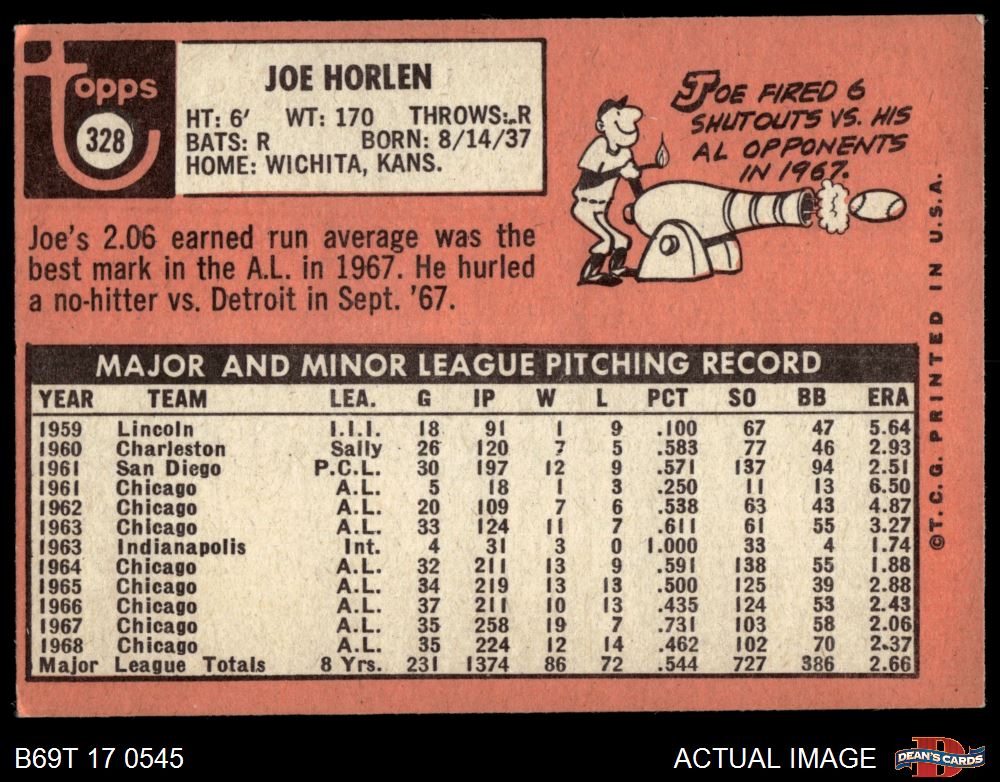 Topps
328
JOE HORLEN
HT: 6' WT: 170 THROWS: R
BATS: R BORN: 8/14/37
HOME: WICHITA, KANS.
JOE FIRED 6
SHUTOUTS VS. HIS
AL OPPONENTS
IN 1967.
Joe's 2.06 earned run average was the
best mark in the A.L. in 1967. He hurled
a no-hitter vs. Detroit in Sept. '67.
MAJOR AND MINOR LEAGUE PITCHING RECORD
YEAR TEAM LEA. G IP W L PCT SO BB ERA
1959 Lincoln I.I.I. 18 91 1 9 .100 67 47 5.64
1960 Charleston Sally 26 120 7 5 .583 77 46 2.93
1961 San Diego P.C.L. 30 197 12 9 .571 137 94 2.51
1961 Chicago A.L. 5 18 1 3 .250 11 13 6.50
1962 Chicago A.L. 20 109 7 6 .538 63 43 4.87
1963 Chicago A.L. 33 124 11 7 .611 61 55 3.27
1963 Indianapolis Int. 4 31 3 0 1.000 33 4 1.74
1964 Chicago A.L. 32 211 13 9 .591 138 55 1.88
1965 Chicago A.L. 34 219 13 13 .500 125 39 2.88
1966 Chicago A.L. 37 211 10 13 .435 124 53 2.43
1967 Chicago A.L. 35 258 19 7 .731 103 58 2.06
1968 Chicago A.L. 35 224 12 14 .462 102 70 2.37
Major League Totals 8 Yrs. 231 1374 86 72 .544 727 386 2.66
©T.C.G. PRINTED IN U.S.A.
B69T 17 0545
ACTUAL IMAGE
D
DEAN'S CARDS